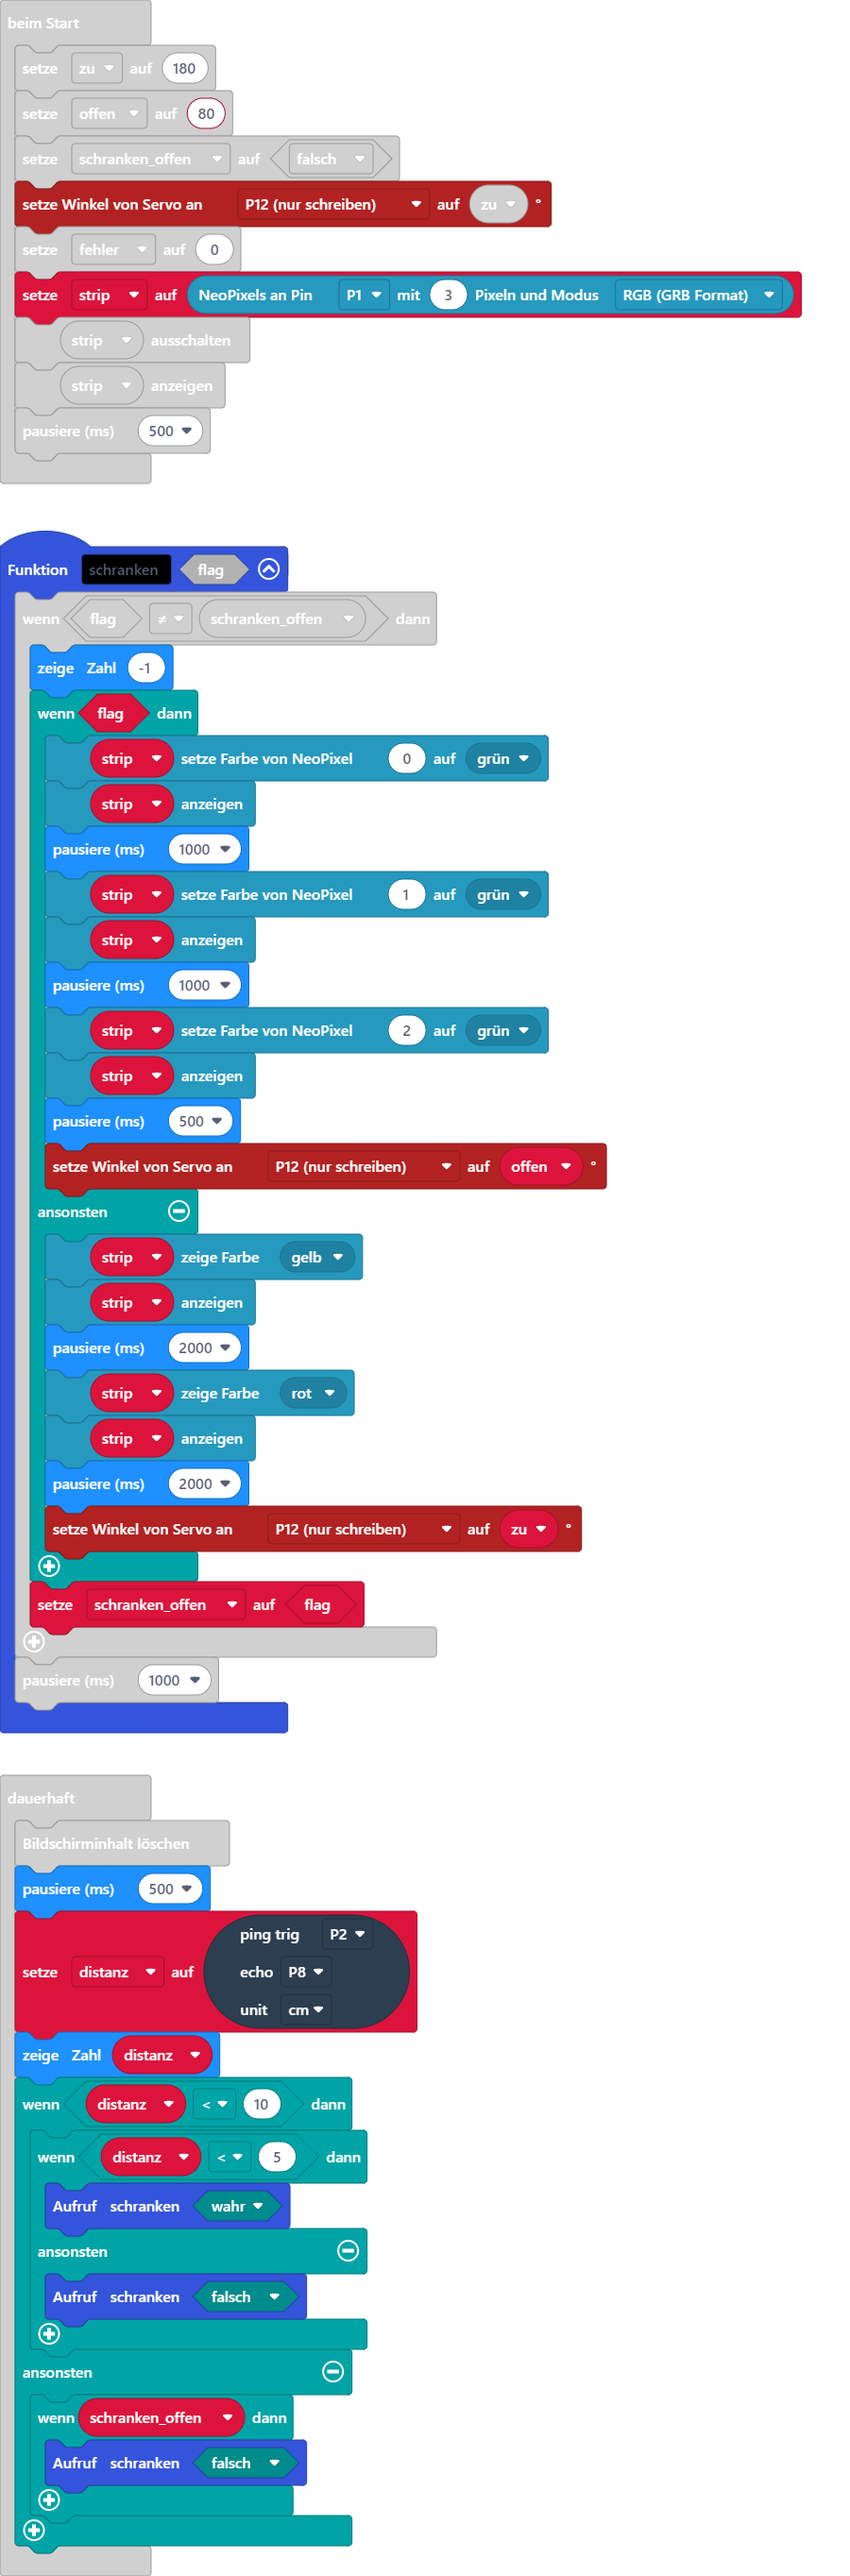 beim Start
setze zu auf 180
setze offen auf 80
setze schranken_offen auf falsch
setze Winkel von Servo an P12 (nur schreiben) auf zu °
setze fehler auf 0
setze strip auf NeoPixels an Pin P1 mit 3 Pixeln und Modus RGB (GRB Format)
strip ausschalten
strip anzeigen
pausiere (ms) 500
Funktion schranken flag
wenn flag ≠ schranken_offen dann
zeige Zahl -1
wenn flag dann
strip setze Farbe von NeoPixel 0 auf grün
strip anzeigen
pausiere (ms) 1000
strip setze Farbe von NeoPixel 1 auf grün
strip anzeigen
pausiere (ms) 1000
strip setze Farbe von NeoPixel 2 auf grün
strip anzeigen
pausiere (ms) 500
setze Winkel von Servo an P12 (nur schreiben) auf offen °
ansonsten
strip zeige Farbe gelb
strip anzeigen
pausiere (ms) 2000
strip zeige Farbe rot
strip anzeigen
pausiere (ms) 2000
setze Winkel von Servo an P12 (nur schreiben) auf zu °
setze schranken_offen auf flag
pausiere (ms) 1000
dauerhaft
Bildschirminhalt löschen
pausiere (ms) 500
ping trig P2
setze distanz auf echo P8
unit cm
zeige Zahl distanz
wenn distanz < 10 dann
wenn distanz < 5 dann
Aufruf schranken wahr
ansonsten
Aufruf schranken falsch
ansonsten
wenn schranken_offen dann
Aufruf schranken falsch